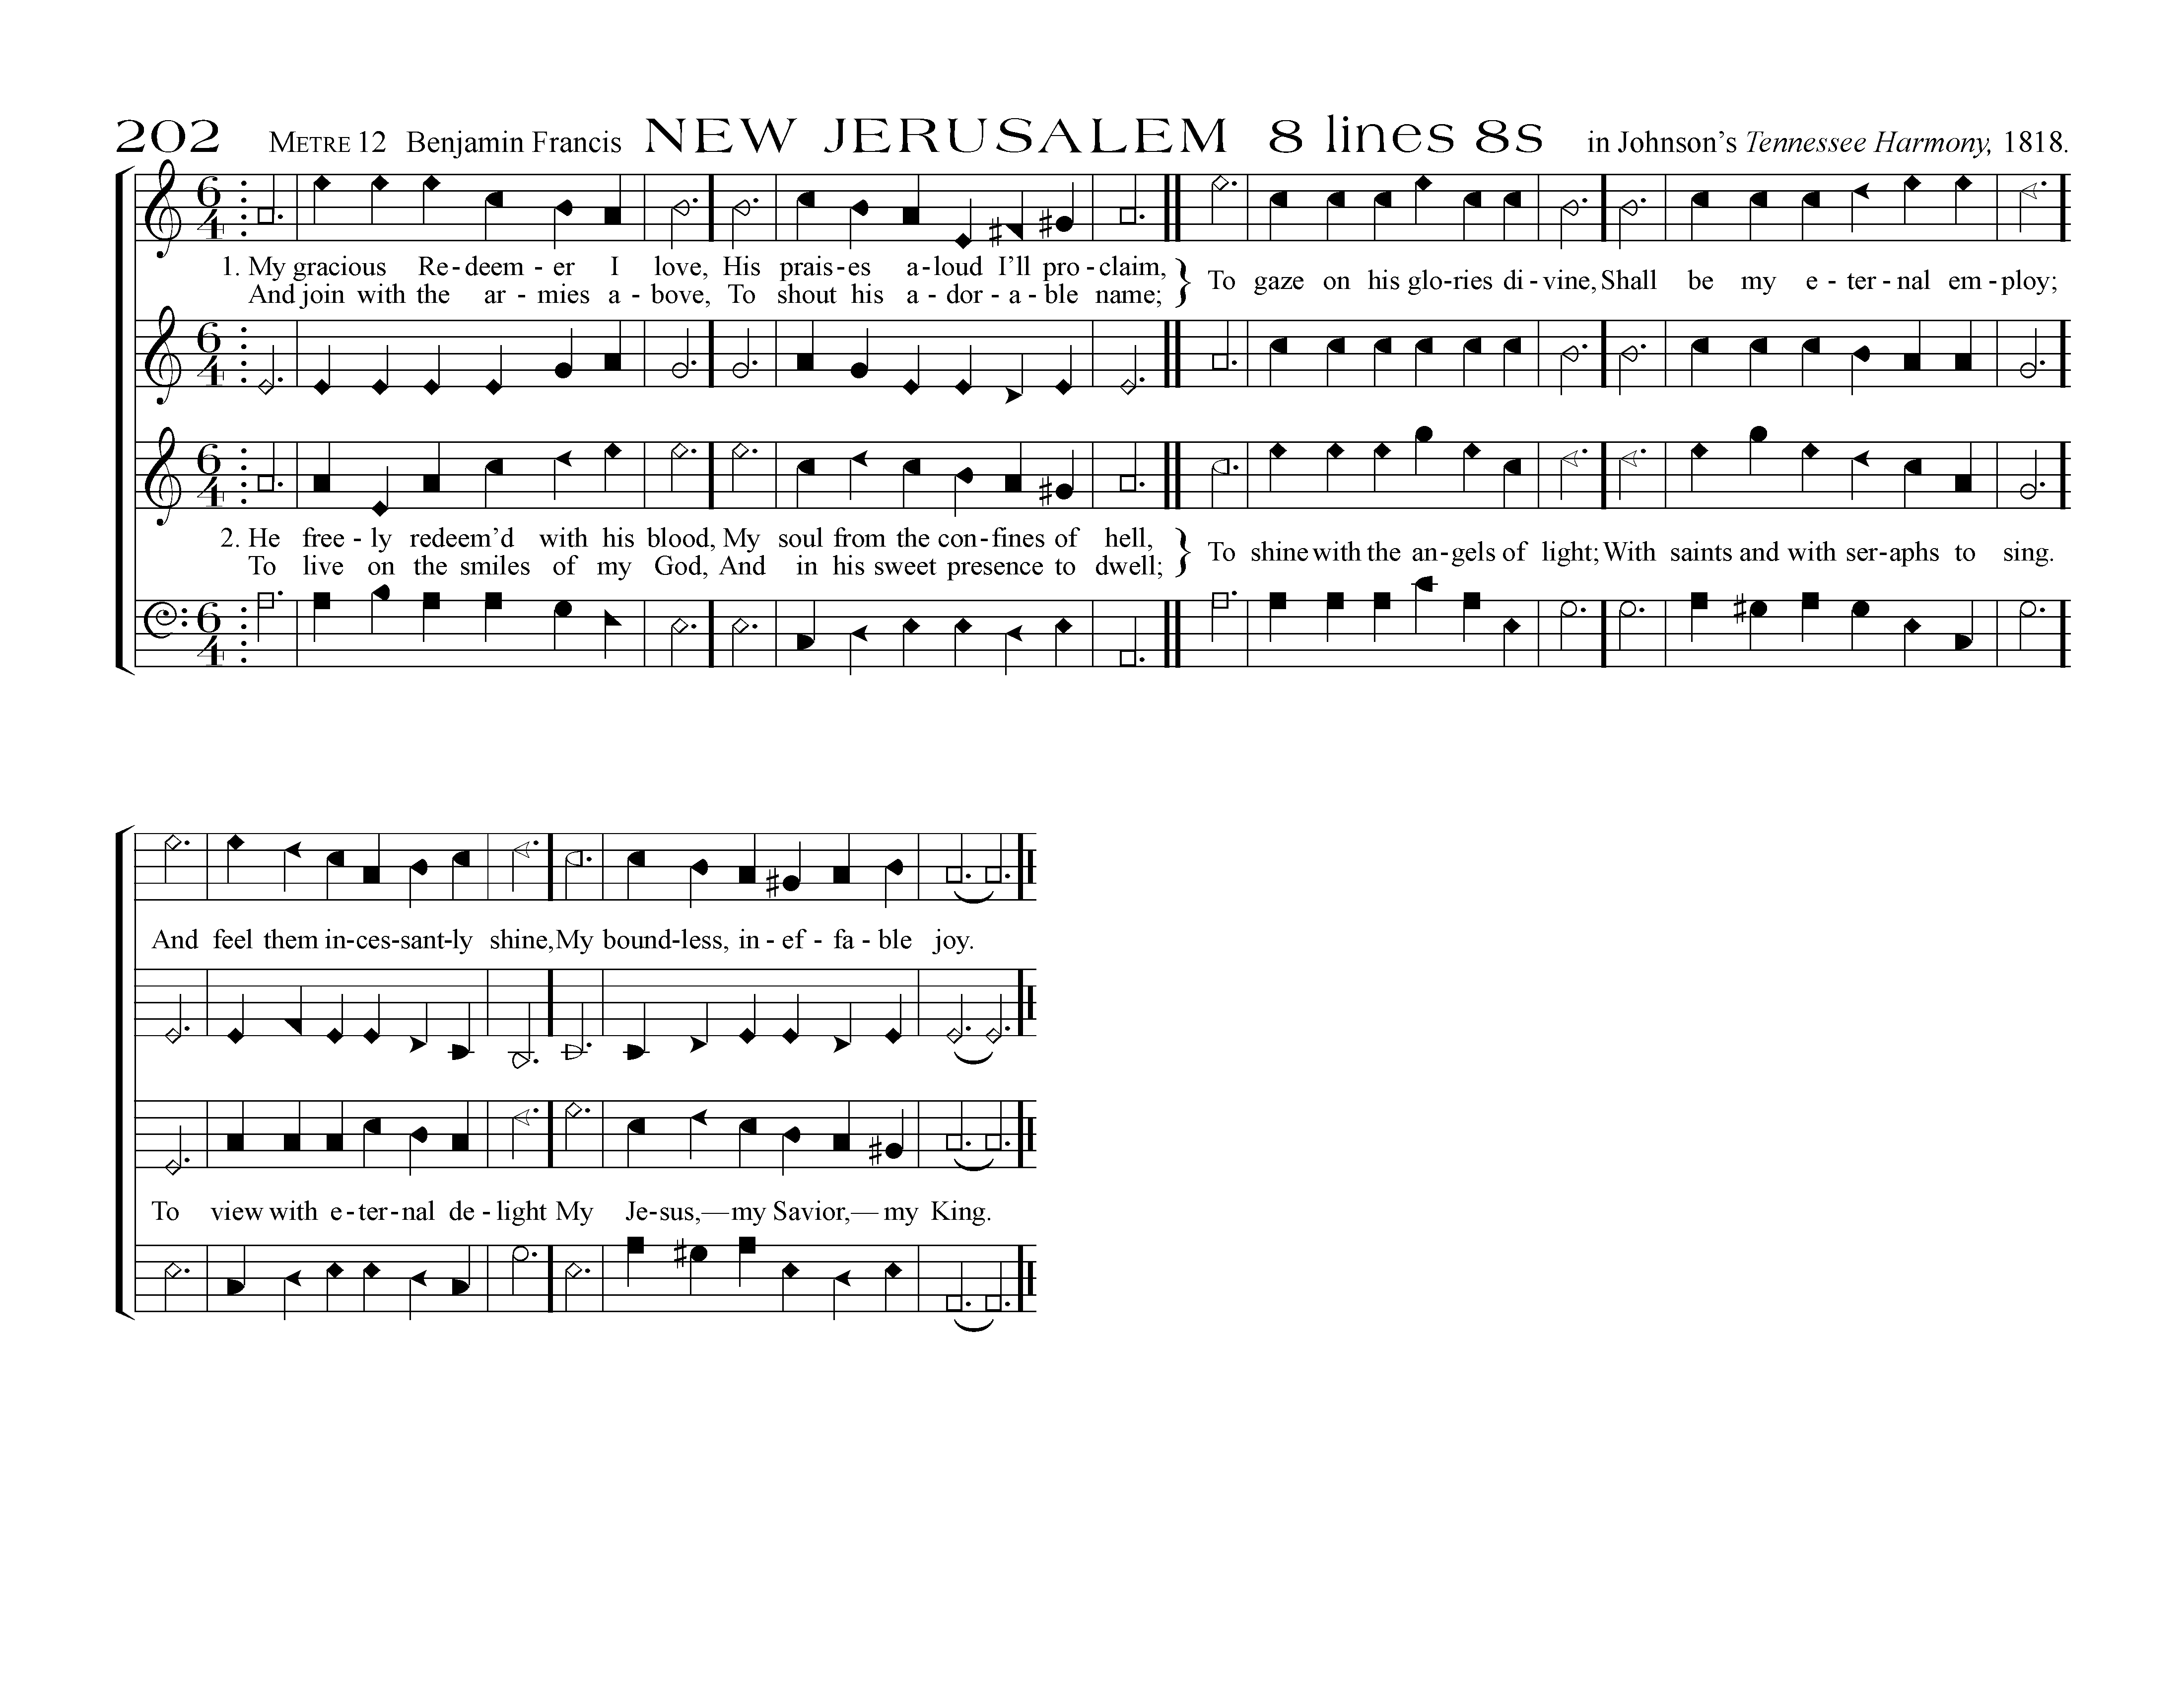 202 METRE 12 Benjamin Francis NEW JERUSALEM 8 lines 8s in Johnson's Tennessee Harmony, 1818.
6 4
1. My gracious Re-deem-er I love, His prais-es a-loud I'll pro-claim, } To gaze on his glo-ries di-vine, Shall be my e-ter-nal em-ploy;
And join with the ar-mies a-bove, To shout his a-dor-a-ble name;
6 4
6 4
2. He free-ly redeem'd with his blood, My soul from the con-fines of hell, } To shine with the an-gels of light; With saints and with ser-aphs to sing.
To live on the smiles of my God, And in his sweet presence to dwell;
6 4
And feel them in-ces-sant-ly shine, My bound-less, in-ef-fa-ble joy.
To view with e-ter-nal de-light My Je-sus,—my Savior,—my King.